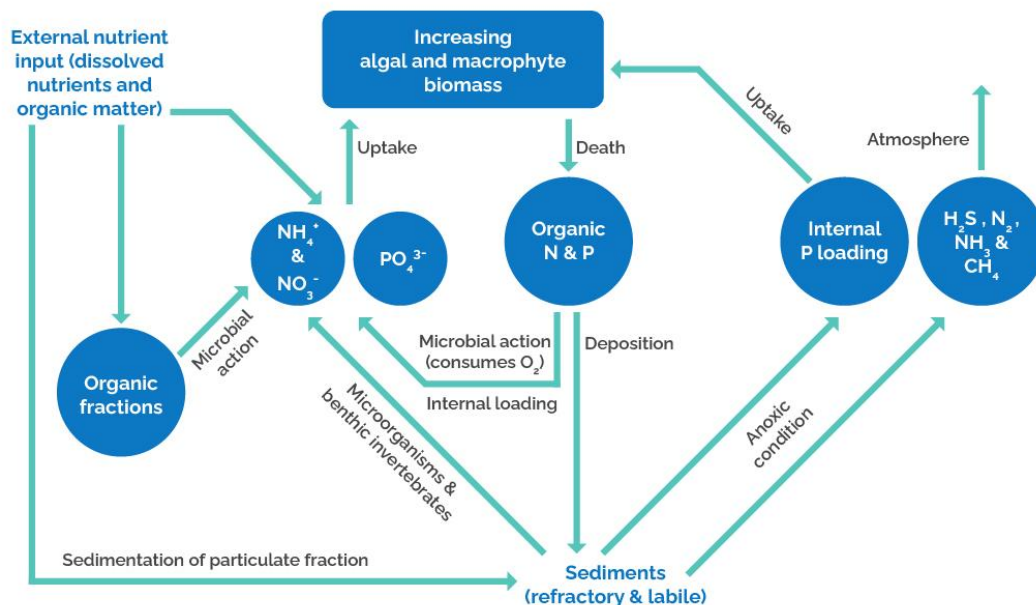 External nutrient
input (dissolved
nutrients and
organic matter)
Increasing
algal and macrophyte
biomass
Uptake
Death
Uptake
Atmosphere
NH₄⁺
&
NO₃⁻
PO₄³⁻
Organic
N & P
Internal
P loading
H₂S , N₂ ,
NH₃ &
CH₄
Microbial
action
Organic
fractions
Microbial action
(consumes O₂)
Internal loading
Deposition
Microorganisms &
benthic invertebrates
Anoxic
condition
Sedimentation of particulate fraction
Sediments
(refractory & labile)